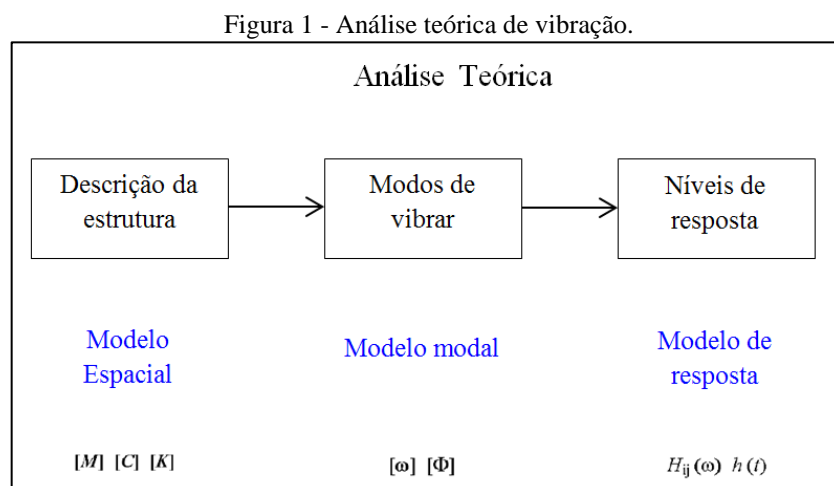 Figura 1 - Análise teórica de vibração.
Análise Teórica
Descrição da
estrutura
Modos de
vibrar
Níveis de
resposta
Modelo
Espacial
Modelo modal
Modelo de
resposta
[M] [C] [K]
[ω] [Φ]
H_ij(ω) h(t)